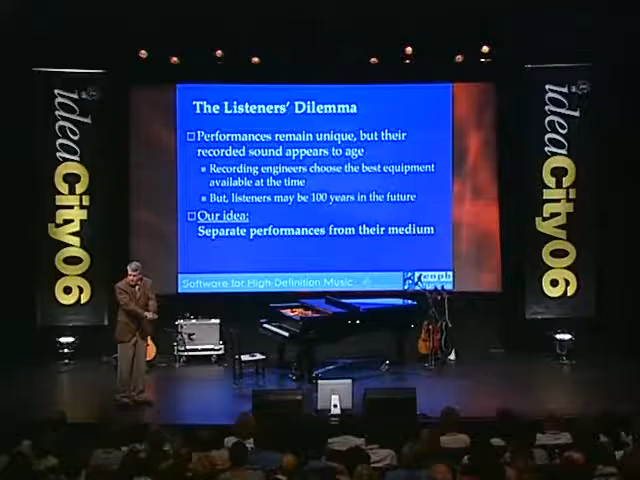 ideaCity06
The Listeners' Dilemma
Performances remain unique, but their
recorded sound appears to age
Recording engineers choose the best equipment
available at the time
But, listeners may be 100 years in the future
Our idea:
Separate performances from their medium
Software for High-Definition Music
ideaCity06